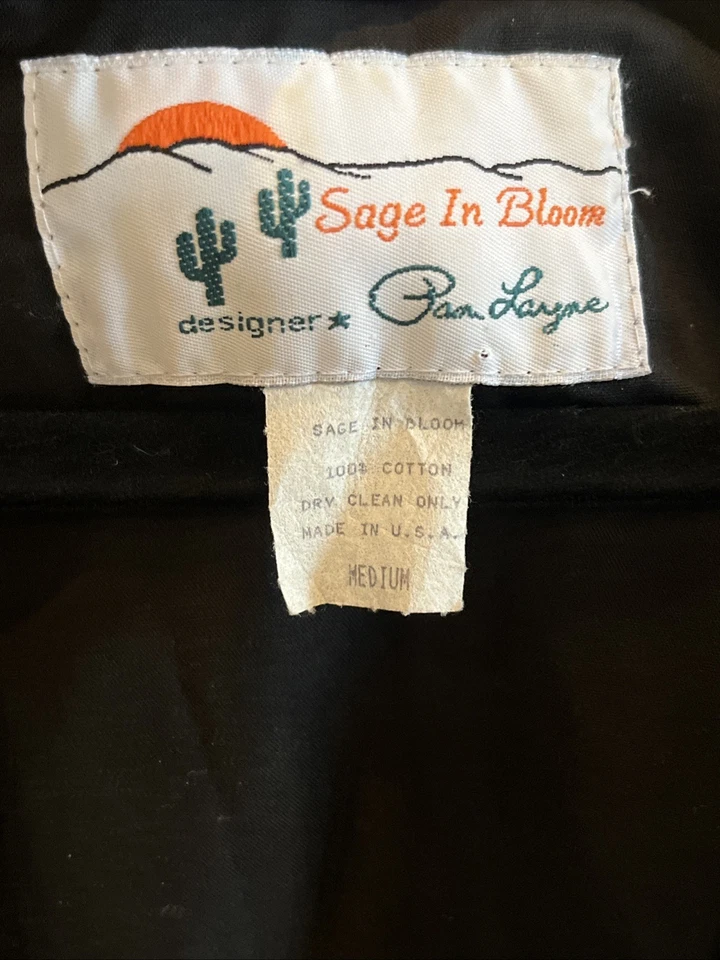 Sage In Bloom
designer★ Pam Layne
SAGE IN BLOOM
100% COTTON
DRY CLEAN ONLY
MADE IN U.S.A.
MEDIUM